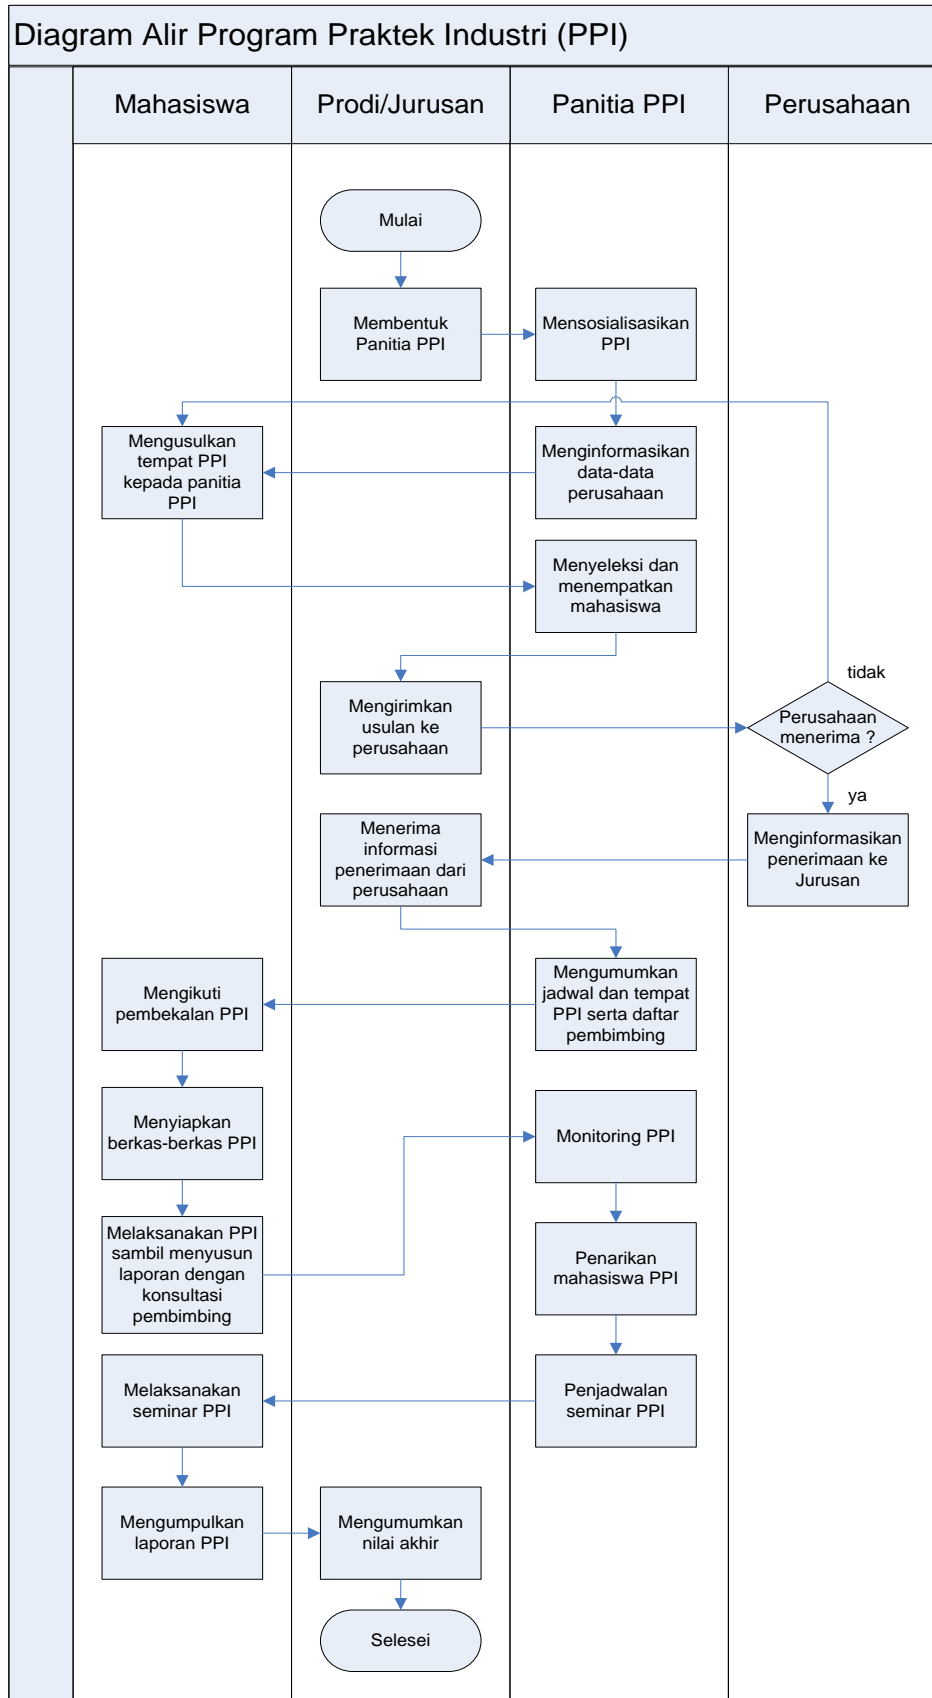 Diagram Alir Program Praktek Industri (PPI)
Mahasiswa
Prodi/Jurusan
Panitia PPI
Perusahaan
Mulai
Membentuk
Panitia PPI
Mensosialisasikan
PPI
Mengusulkan
tempat PPI
kepada panitia
PPI
Menginformasikan
data-data
perusahaan
Menyeleksi dan
menempatkan
mahasiswa
tidak
Mengirimkan
usulan ke
perusahaan
Perusahaan
menerima ?
ya
Menerima
informasi
penerimaan dari
perusahaan
Menginformasikan
penerimaan ke
Jurusan
Mengikuti
pembekalan PPI
Mengumumkan
jadwal dan tempat
PPI serta daftar
pembimbing
Menyiapkan
berkas-berkas PPI
Monitoring PPI
Melaksanakan PPI
sambil menyusun
laporan dengan
konsultasi
pembimbing
Penarikan
mahasiswa PPI
Melaksanakan
seminar PPI
Penjadwalan
seminar PPI
Mengumpulkan
laporan PPI
Mengumumkan
nilai akhir
Selesei